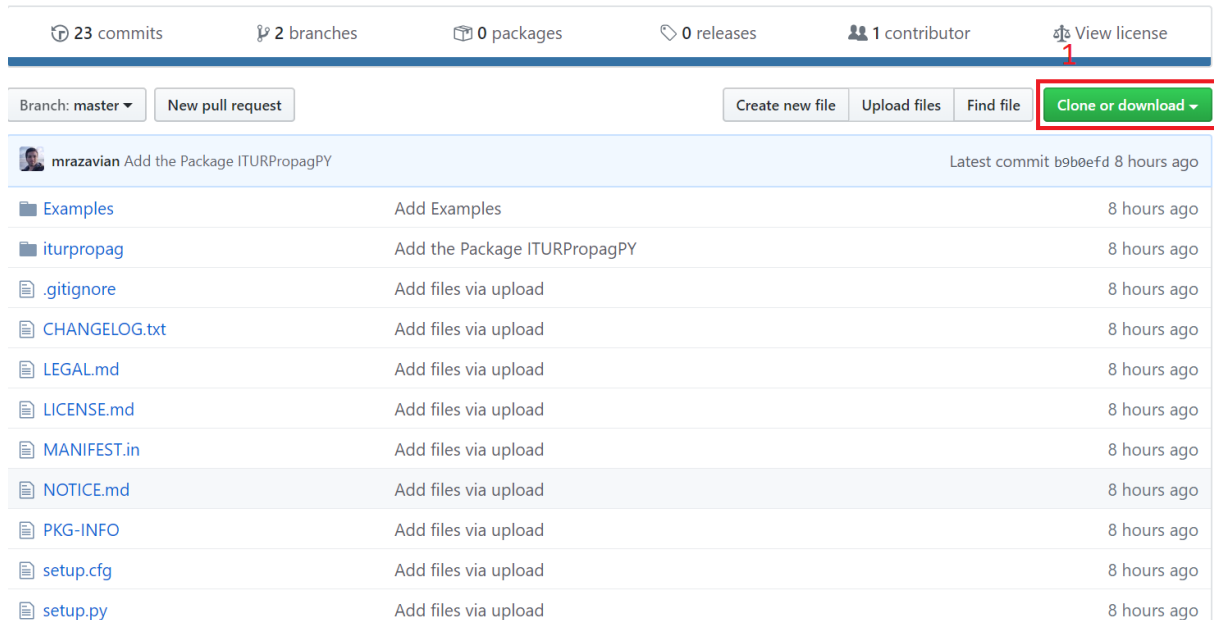 23 commits 2 branches 0 packages 0 releases 1 contributor View license
1
Branch: master New pull request Create new file Upload files Find file Clone or download
mrazavian Add the Package ITURPropagPY Latest commit b9b0efd 8 hours ago
Examples Add Examples 8 hours ago
iturpropag Add the Package ITURPropagPY 8 hours ago
.gitignore Add files via upload 8 hours ago
CHANGELOG.txt Add files via upload 8 hours ago
LEGAL.md Add files via upload 8 hours ago
LICENSE.md Add files via upload 8 hours ago
MANIFEST.in Add files via upload 8 hours ago
NOTICE.md Add files via upload 8 hours ago
PKG-INFO Add files via upload 8 hours ago
setup.cfg Add files via upload 8 hours ago
setup.py Add files via upload 8 hours ago